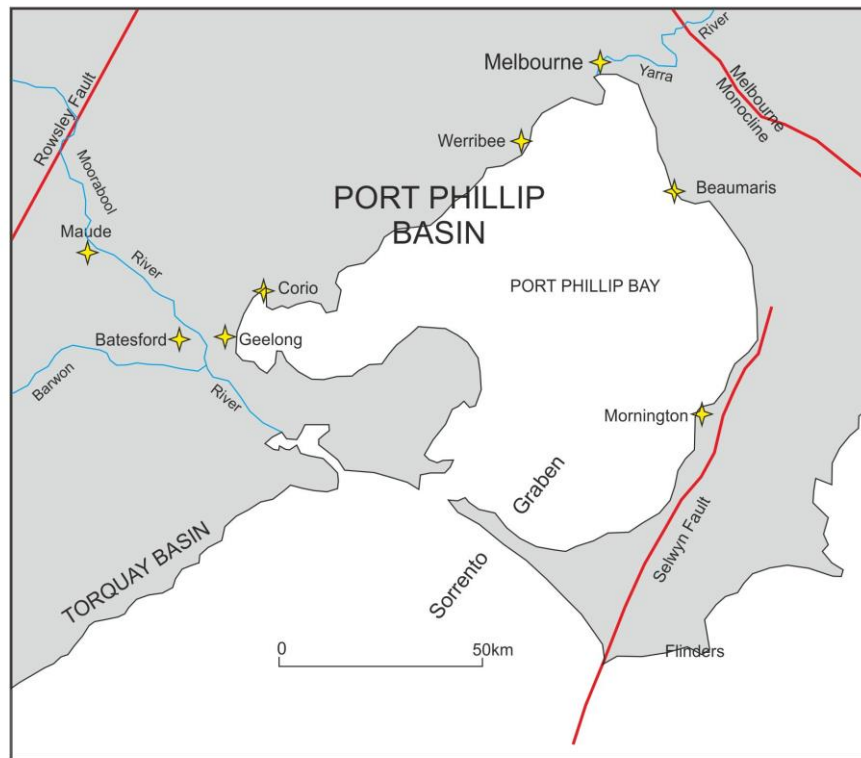 River
Melbourne
Yarra
Melbourne
Monocline
Rowsley Fault
Werribee
Moorabool
Beaumaris
PORT PHILLIP
BASIN
Maude
River
Corio
PORT PHILLIP BAY
Batesford
Geelong
Barwon
River
Mornington
Graben
Selwyn Fault
TORQUAY BASIN
Sorrento
0
50km
Flinders